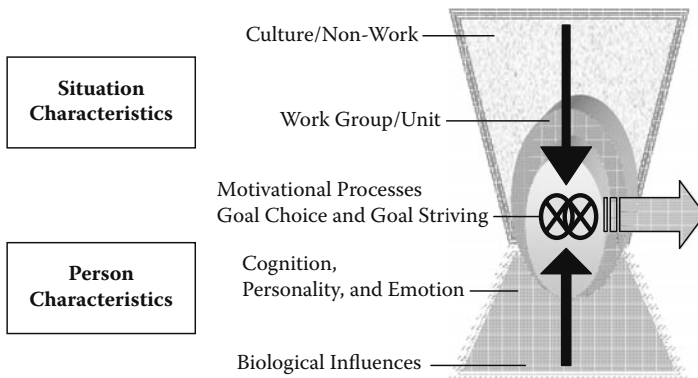 Culture/Non-Work
Situation
Characteristics
Work Group/Unit
Motivational Processes
Goal Choice and Goal Striving
Person
Characteristics
Cognition,
Personality, and Emotion
Biological Influences